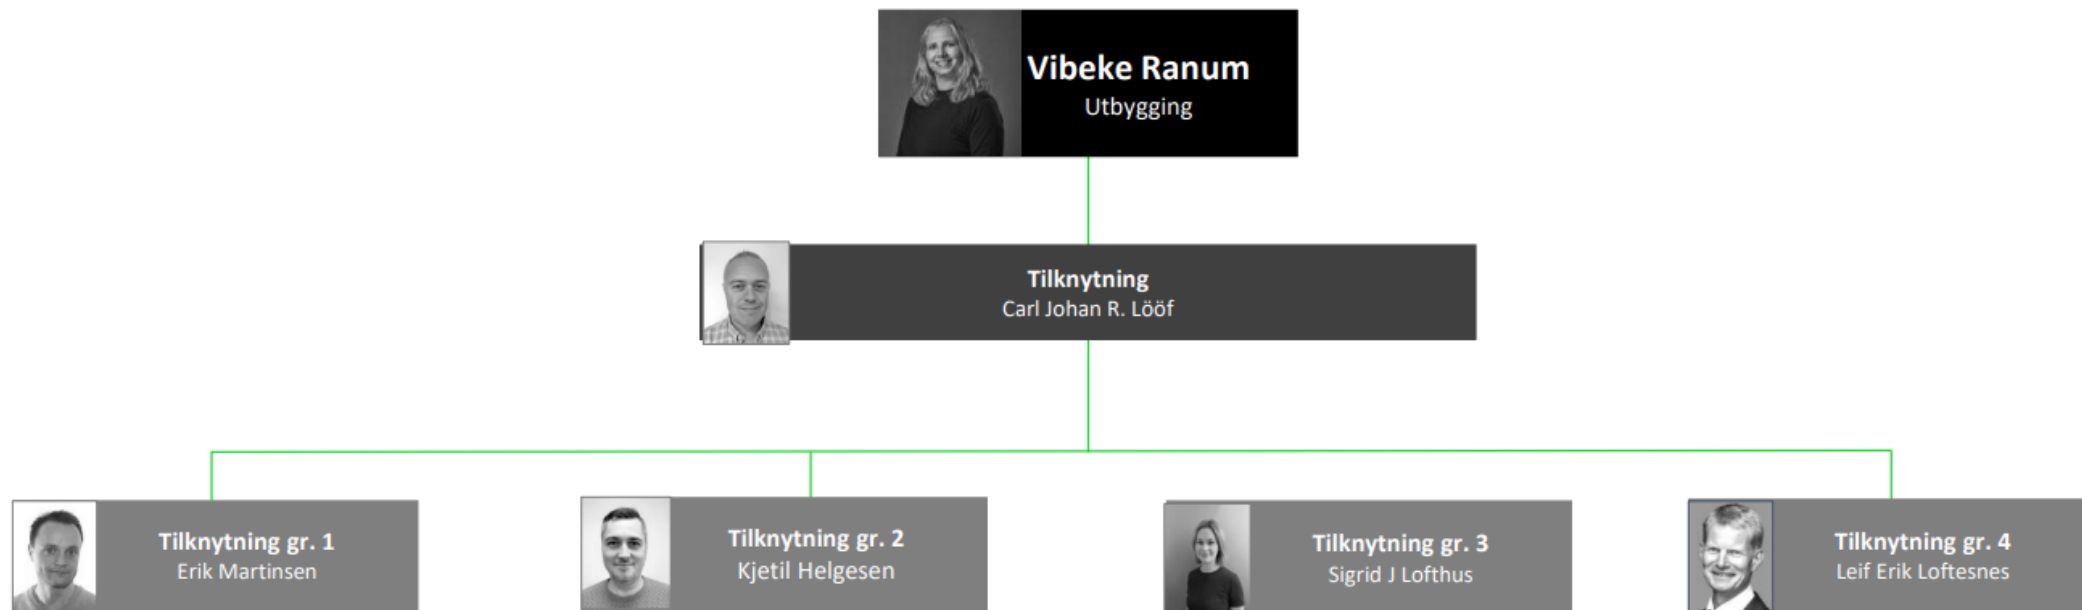 Vibeke Ranum
Utbygging
Tilknytning
Carl Johan R. Lööf
Tilknytning gr. 1
Erik Martinsen
Tilknytning gr. 2
Kjetil Helgesen
Tilknytning gr. 3
Sigrid J Lofthus
Tilknytning gr. 4
Leif Erik Loftesnes